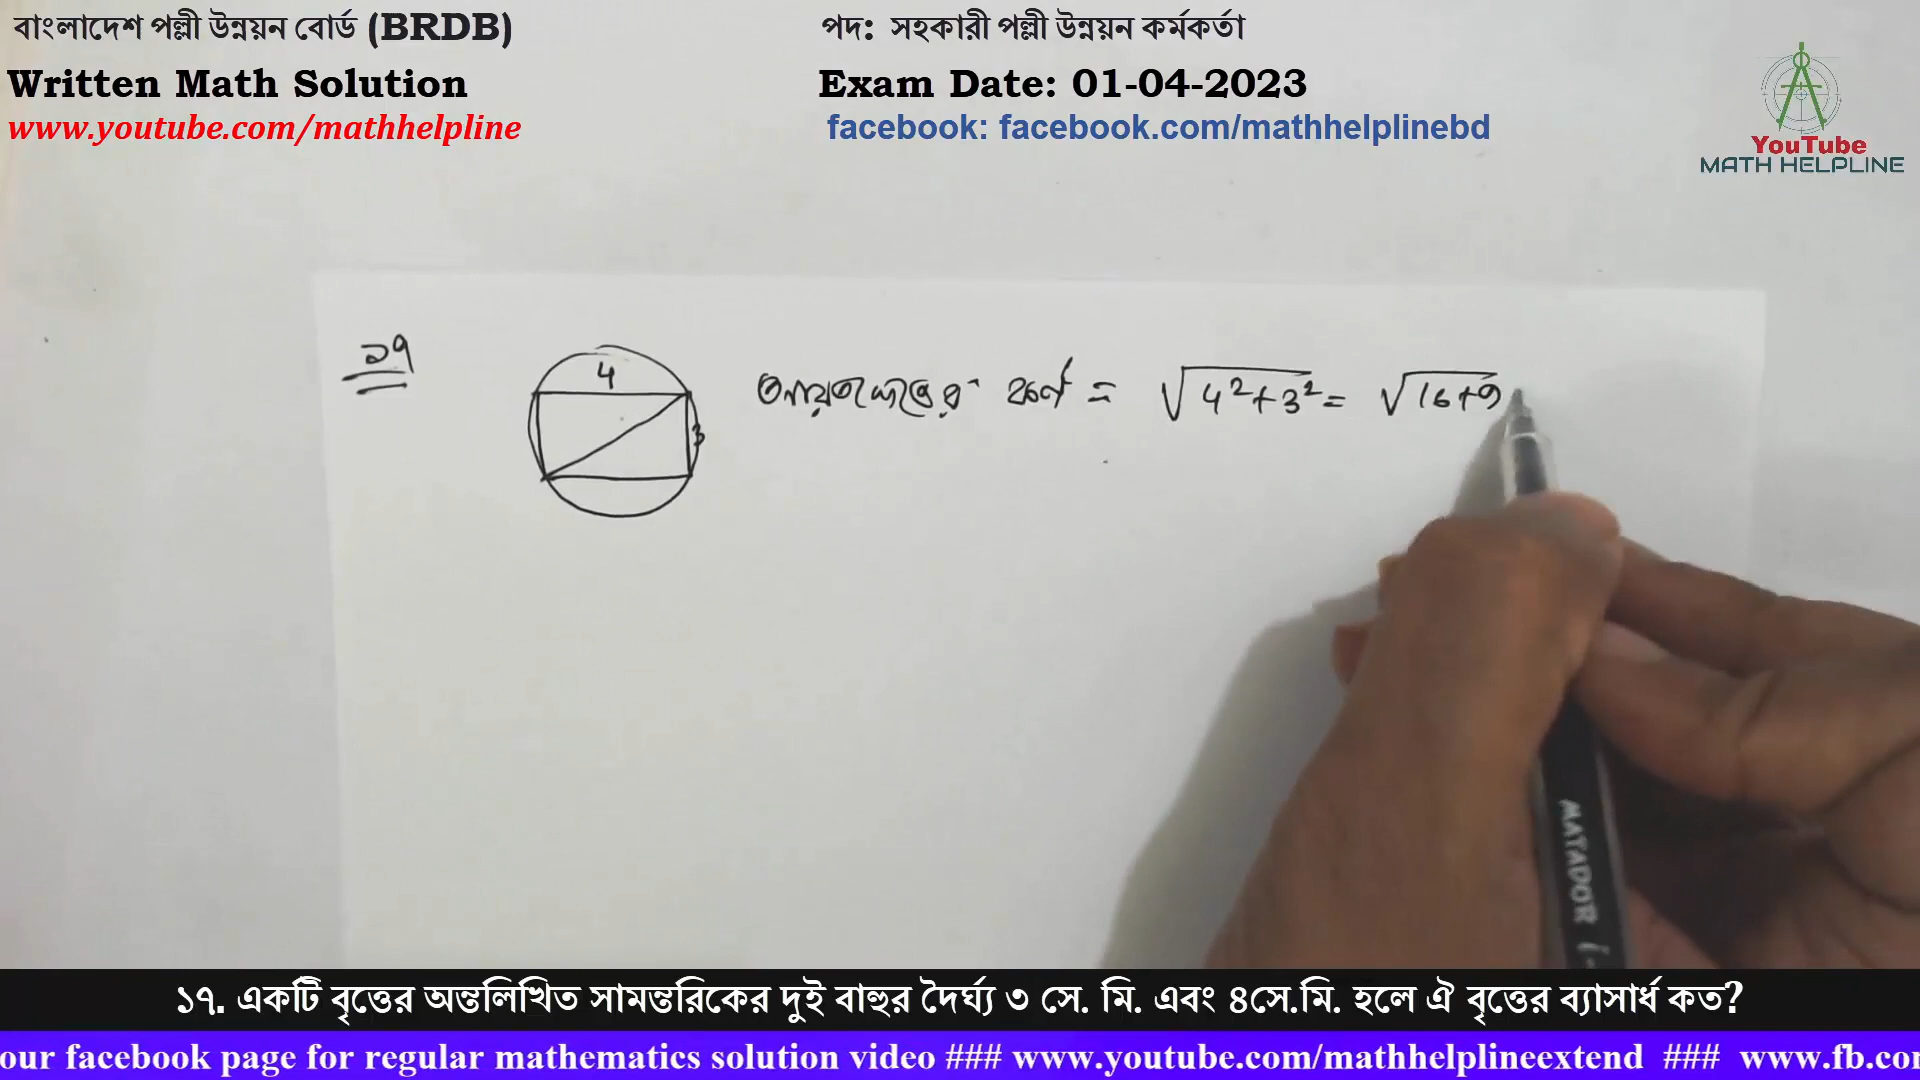 বাংলাদেশ পল্লী উন্নয়ন বোর্ড (BRDB)
পদ: সহকারী পল্লী উন্নয়ন কর্মকর্তা
Written Math Solution
Exam Date: 01-04-2023
www.youtube.com/mathhelpline
facebook: facebook.com/mathhelplinebd
YouTube
MATH HELPLINE
১৭
4
3
আয়তক্ষেত্রের কর্ণ = √4²+3² = √16+9
MATADOR i-
১৭. একটি বৃত্তের অন্তলিখিত সামন্তরিকের দুই বাহুর দৈর্ঘ্য ৩ সে. মি. এবং ৪সে.মি. হলে ঐ বৃত্তের ব্যাসার্ধ কত?
our facebook page for regular mathematics solution video ### www.youtube.com/mathhelplineextend ### www.fb.co